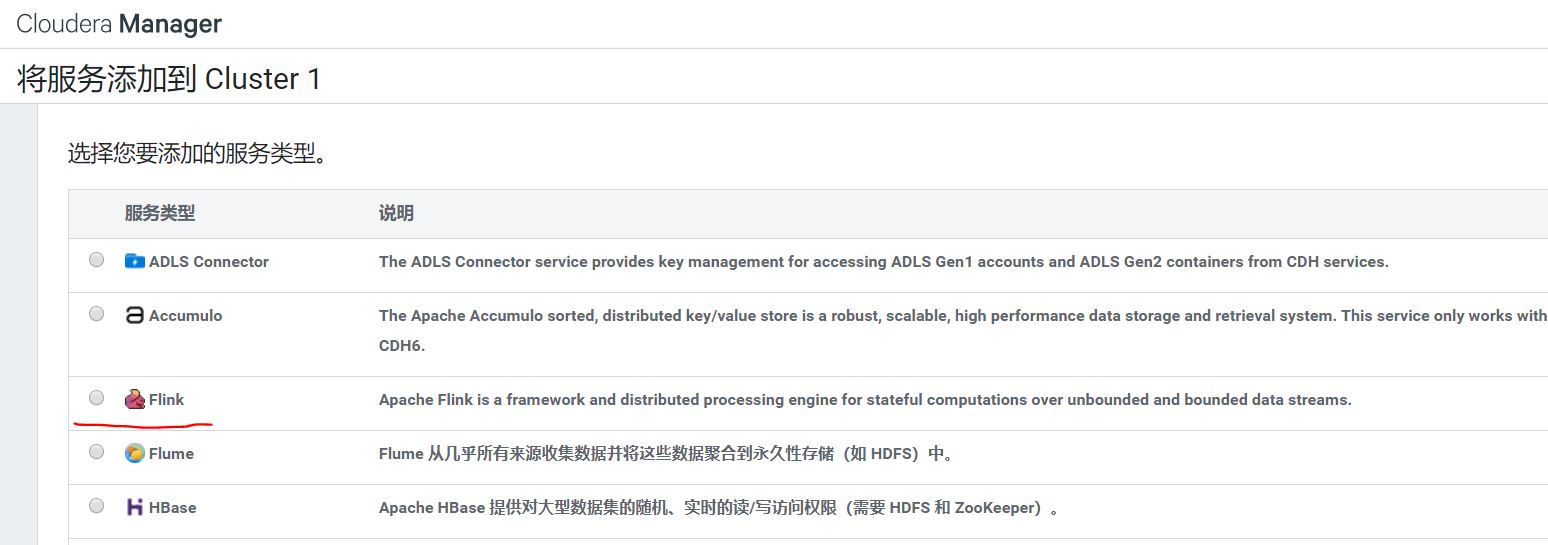 Cloudera Manager
将服务添加到 Cluster 1
选择您要添加的服务类型。
服务类型 说明
ADLS Connector The ADLS Connector service provides key management for accessing ADLS Gen1 accounts and ADLS Gen2 containers from CDH services.
Accumulo The Apache Accumulo sorted, distributed key/value store is a robust, scalable, high performance data storage and retrieval system. This service only works with
CDH6.
Flink Apache Flink is a framework and distributed processing engine for stateful computations over unbounded and bounded data streams.
Flume Flume 从几乎所有来源收集数据并将这些数据聚合到永久性存储（如 HDFS）中。
HBase Apache HBase 提供对大型数据集的随机、实时的读/写访问权限（需要 HDFS 和 ZooKeeper）。